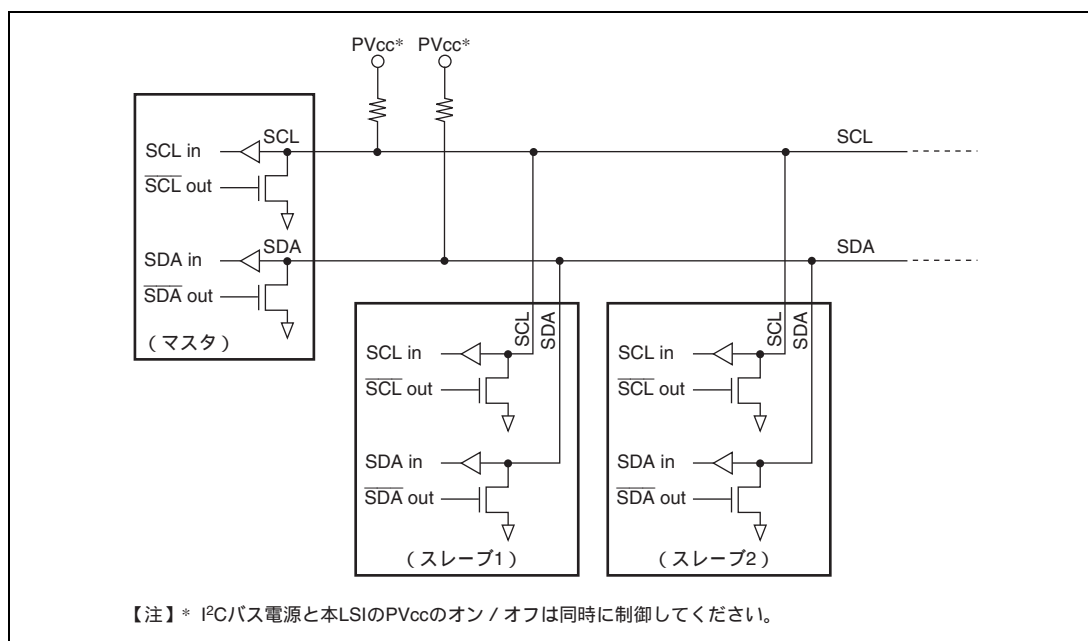 PVcc* PVcc*
SCL
SCL in
SCL out
SDA
SDA in
SDA out
（マスタ）
SCL
SDA
SCL
SDA
SCL in
SCL out
SDA in
SDA out
（スレーブ1）
SCL
SDA
SCL in
SCL out
SDA in
SDA out
（スレーブ2）
【注】* I²Cバス電源と本LSIのPVccのオン / オフは同時に制御してください。